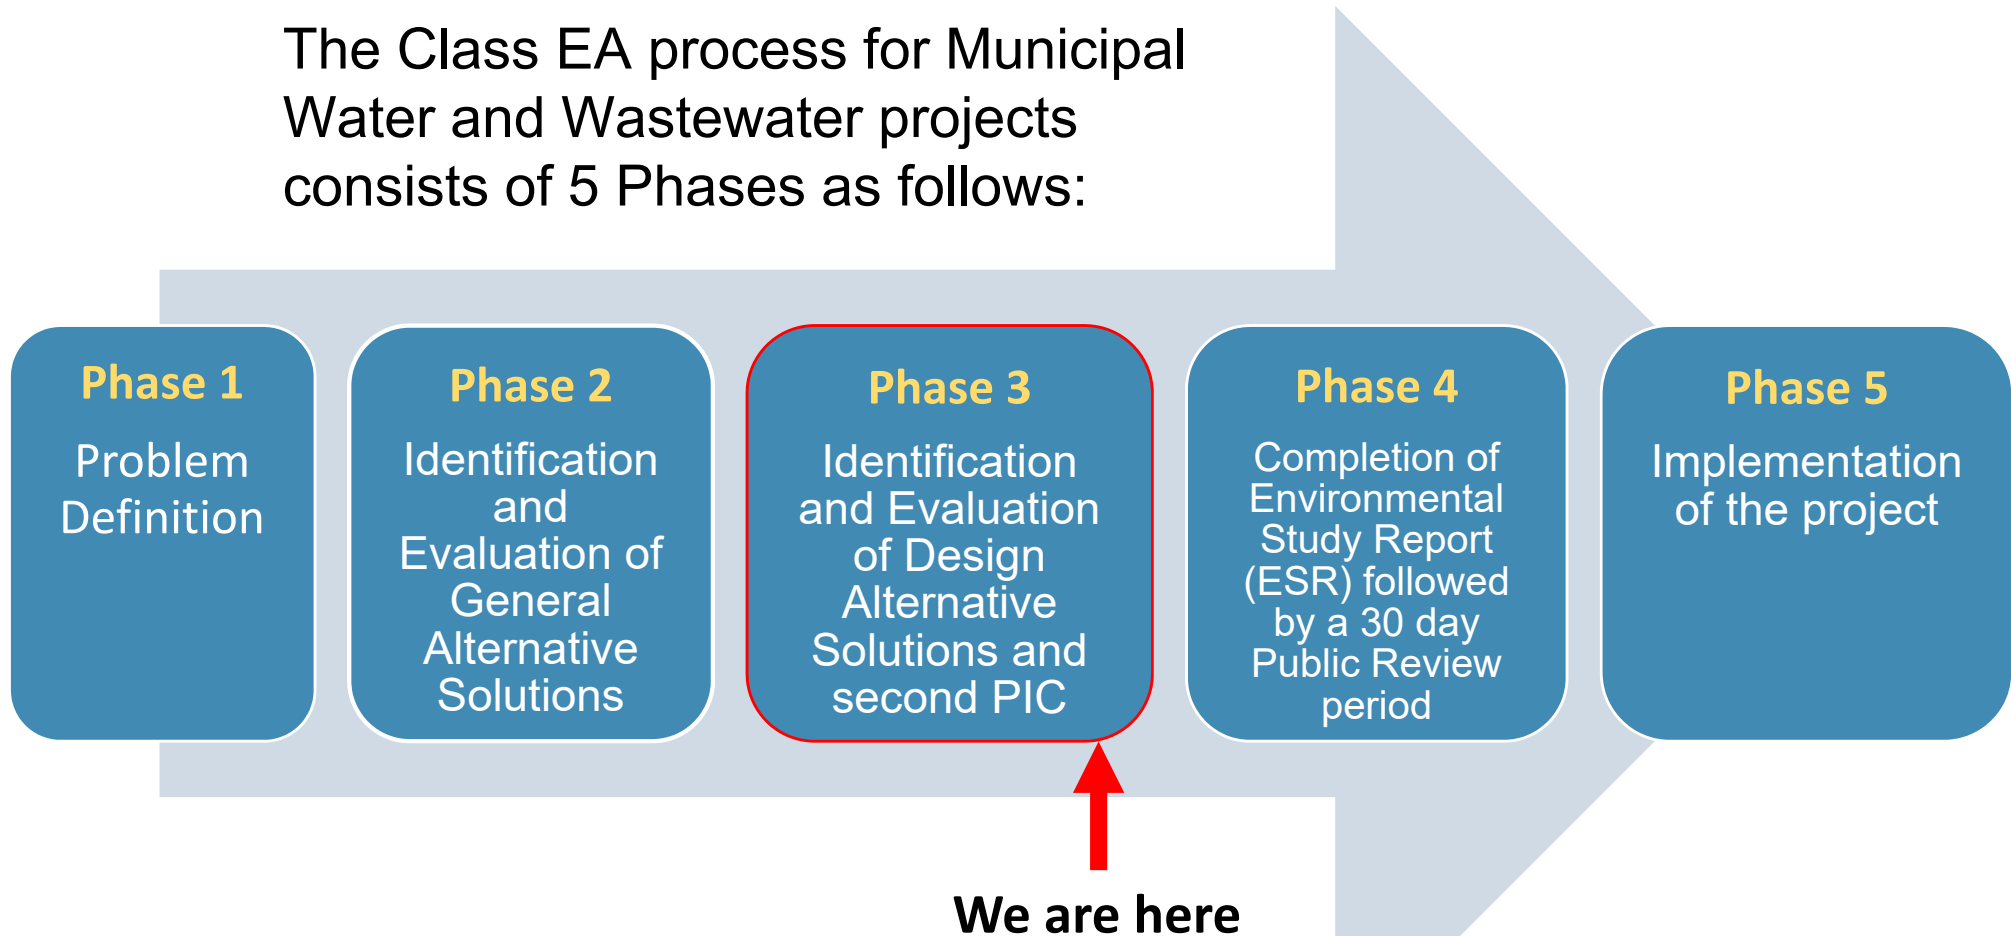 The Class EA process for Municipal
Water and Wastewater projects
consists of 5 Phases as follows:
Phase 1
Problem
Definition
Phase 2
Identification
and
Evaluation of
General
Alternative
Solutions
Phase 3
Identification
and Evaluation
of Design
Alternative
Solutions and
second PIC
Phase 4
Completion of
Environmental
Study Report
(ESR) followed
by a 30 day
Public Review
period
Phase 5
Implementation
of the project
We are here